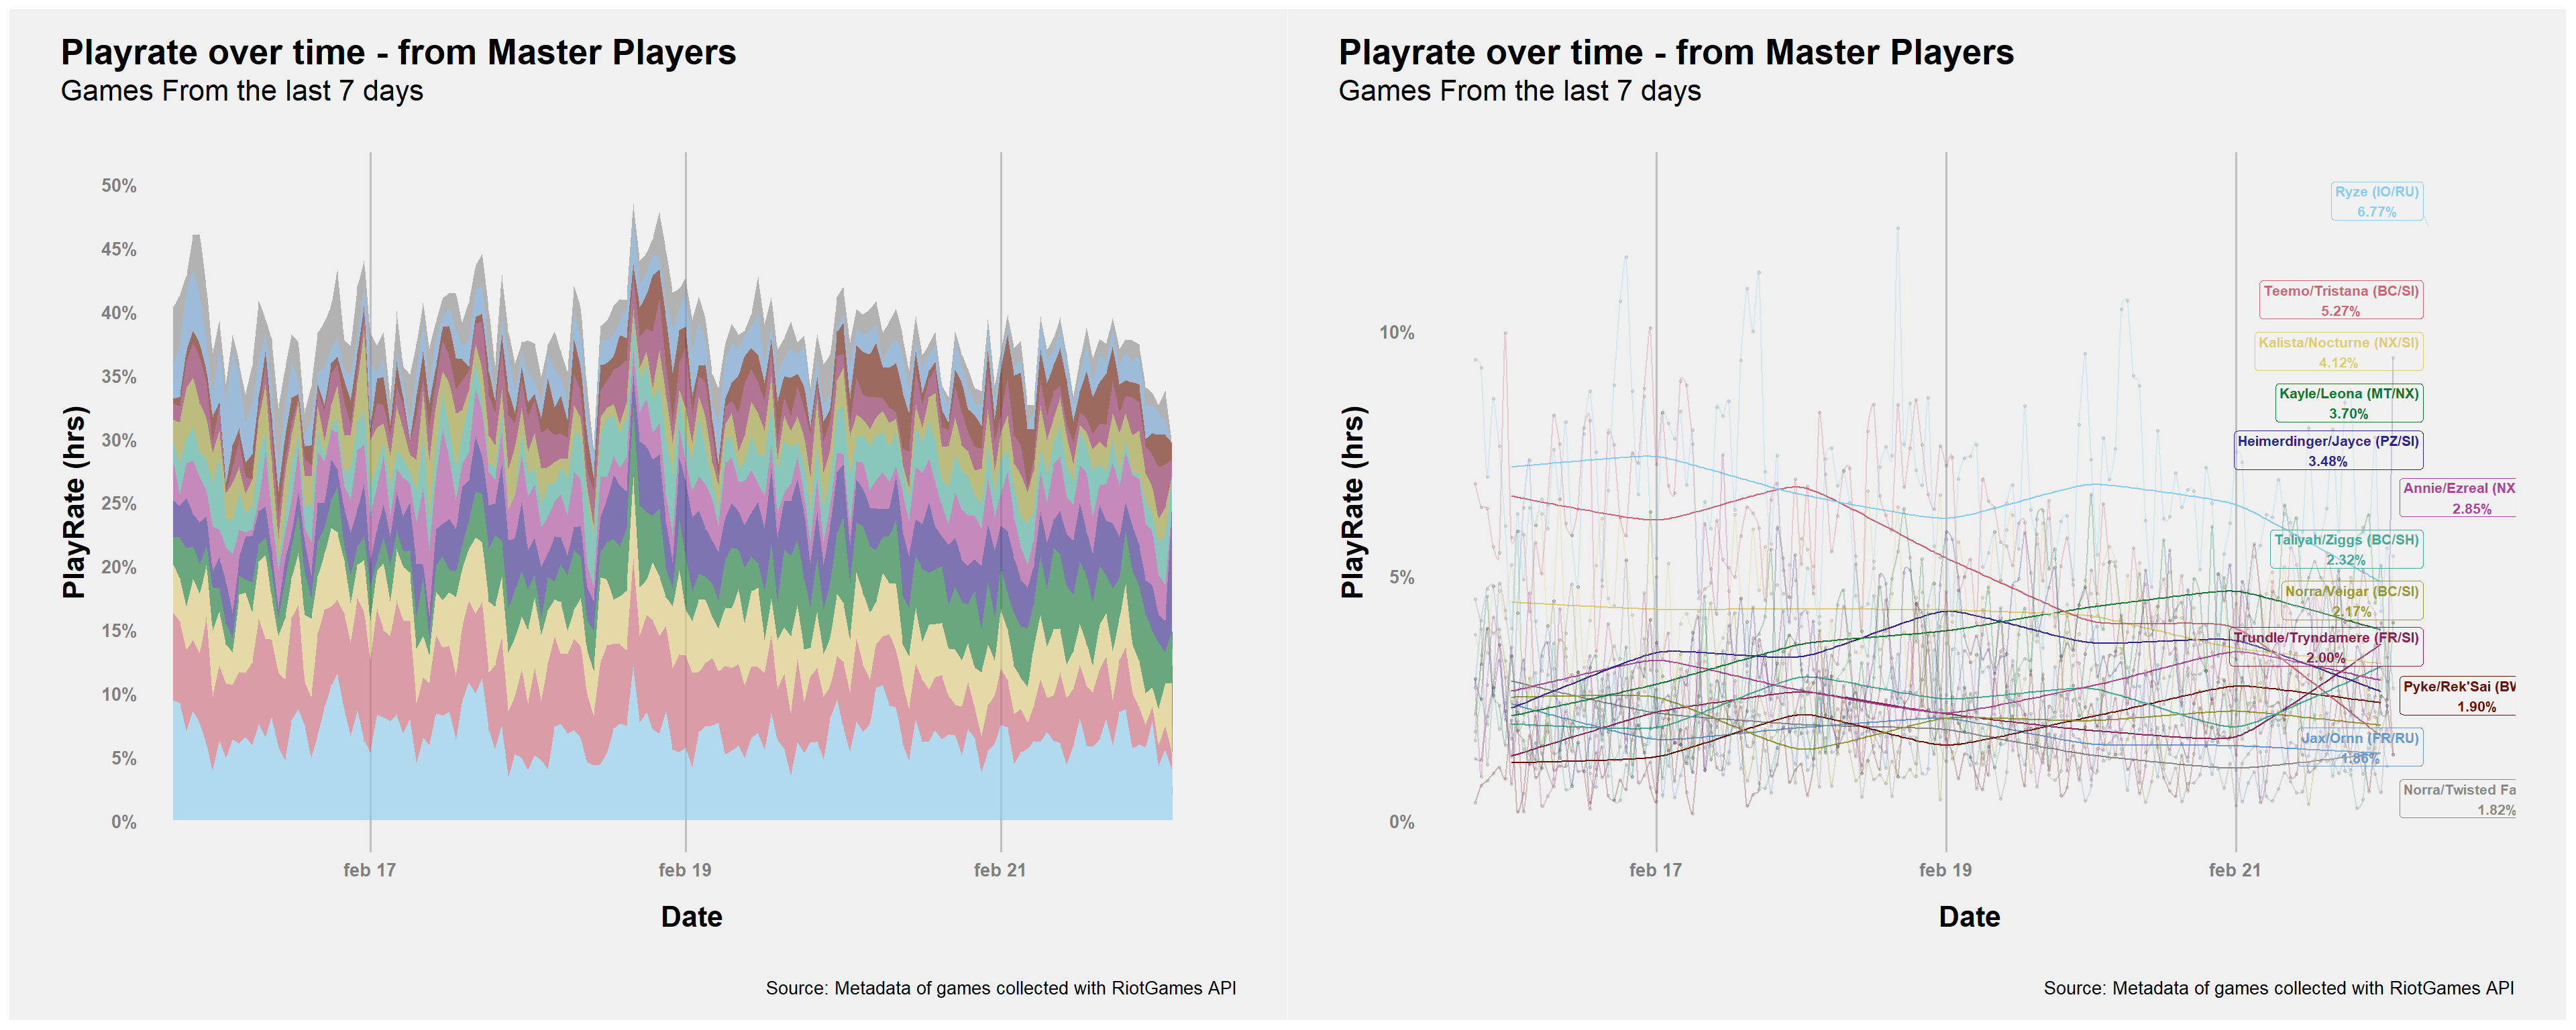 Playrate over time - from Master Players
Games From the last 7 days
50%
45%
40%
35%
30%
25%
20%
15%
10%
5%
0%
PlayRate (hrs)
feb 17
feb 19
feb 21
Date
Source: Metadata of games collected with RiotGames API
Playrate over time - from Master Players
Games From the last 7 days
10%
5%
0%
PlayRate (hrs)
Ryze (IO/RU)
6.77%
Teemo/Tristana (BC/SI)
5.27%
Kalista/Nocturne (NX/SI)
4.12%
Kayle/Leona (MT/NX)
3.70%
Heimerdinger/Jayce (PZ/SI)
3.48%
Annie/Ezreal (NX
2.85%
Taliyah/Ziggs (BC/SH)
2.32%
Norra/Veigar (BC/SI)
2.17%
Trundle/Tryndamere (FR/SI)
2.00%
Pyke/Rek'Sai (BW
1.90%
Jax/Ornn (FR/RU)
1.86%
Norra/Twisted Fa
1.82%
feb 17
feb 19
feb 21
Date
Source: Metadata of games collected with RiotGames API